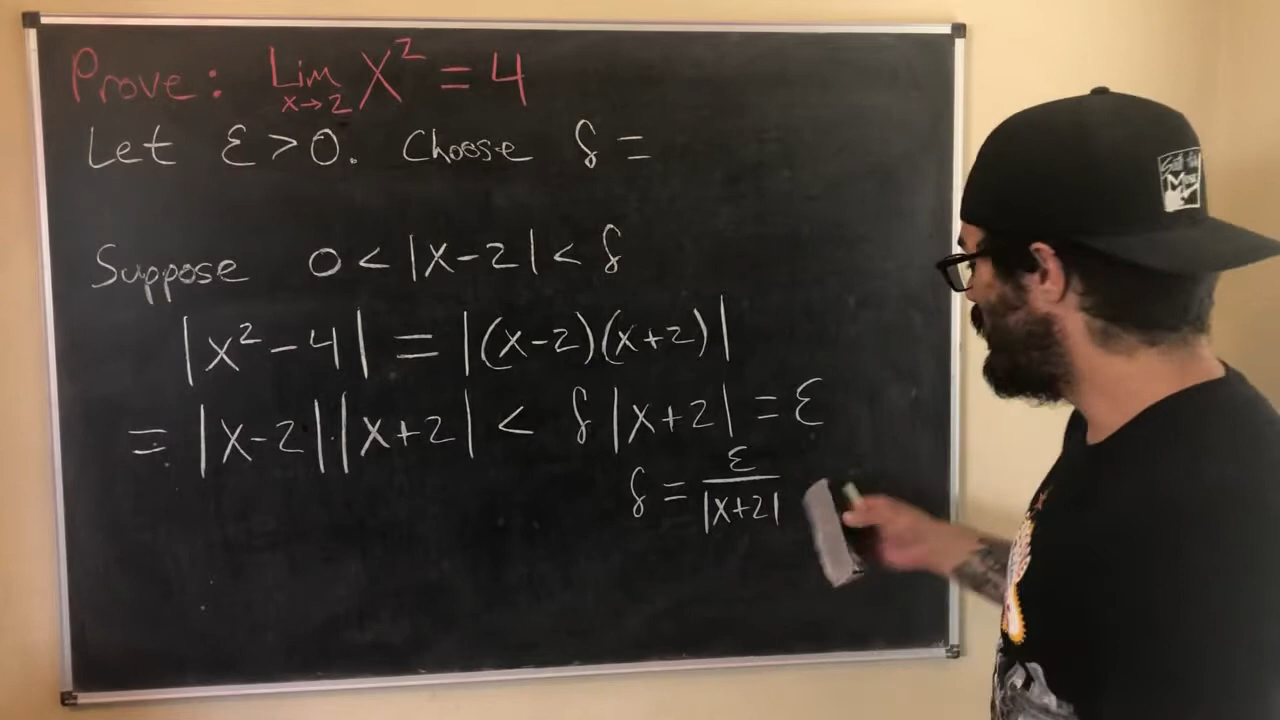 Prove: Lim x→2 X² = 4
Let ε > 0. Choose δ =
Suppose 0 < |x-2| < δ
|x² - 4| = |(x-2)(x+2)|
= |x-2||x+2| < δ|x+2| = ε
δ = ε/|x+2|